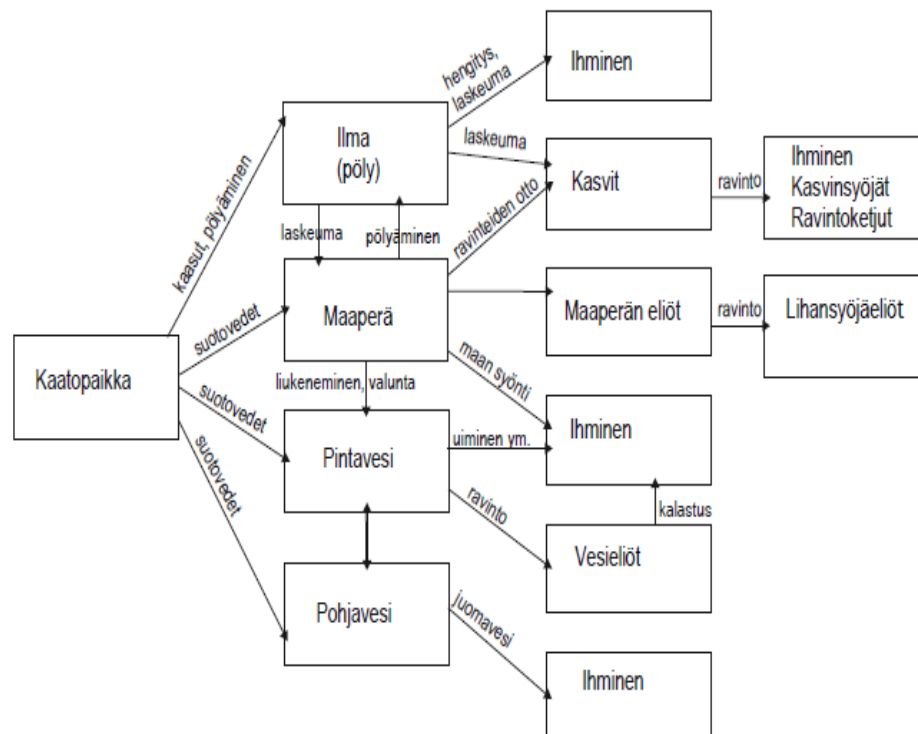 Ihminen
hengitys,
laskeuma
Ilma
(pöly)
laskeuma
Kasvit
ravinto
Ihminen
Kasvinsyöjät
Ravintoketjut
kaasut, pölyäminen
laskeuma
pölyäminen
ravinteiden otto
Maaperä
Maaperän eliöt
ravinto
Lihansyöjäeliöt
suotovedet
Kaatopaikka
liukeneminen, valunta
maan syönti
suotovedet
Pintavesi
uiminen ym.
Ihminen
suotovedet
ravinto
kalastus
Vesieliöt
Pohjavesi
juomavesi
Ihminen